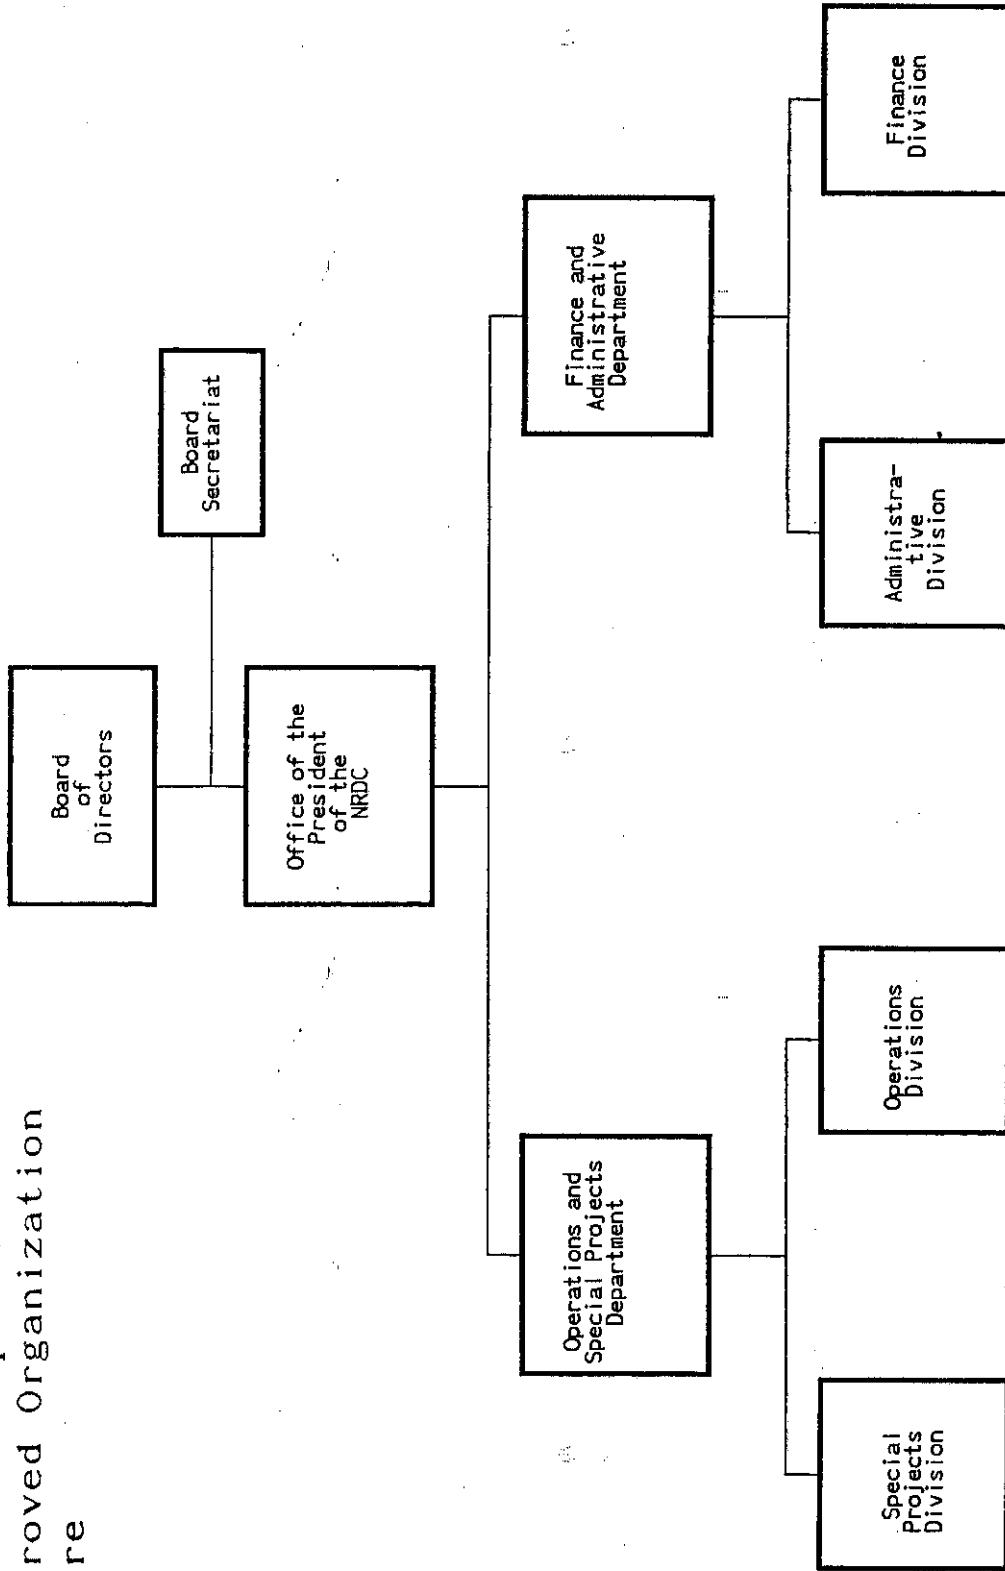 roved Organization
re
Board
of
Directors
Board
Secretariat
Office of the
President
of the
NRDC
Operations and
Special Projects
Department
Finance and
Administrative
Department
Special
Projects
Division
Operations
Division
Administra-
tive
Division
Finance
Division